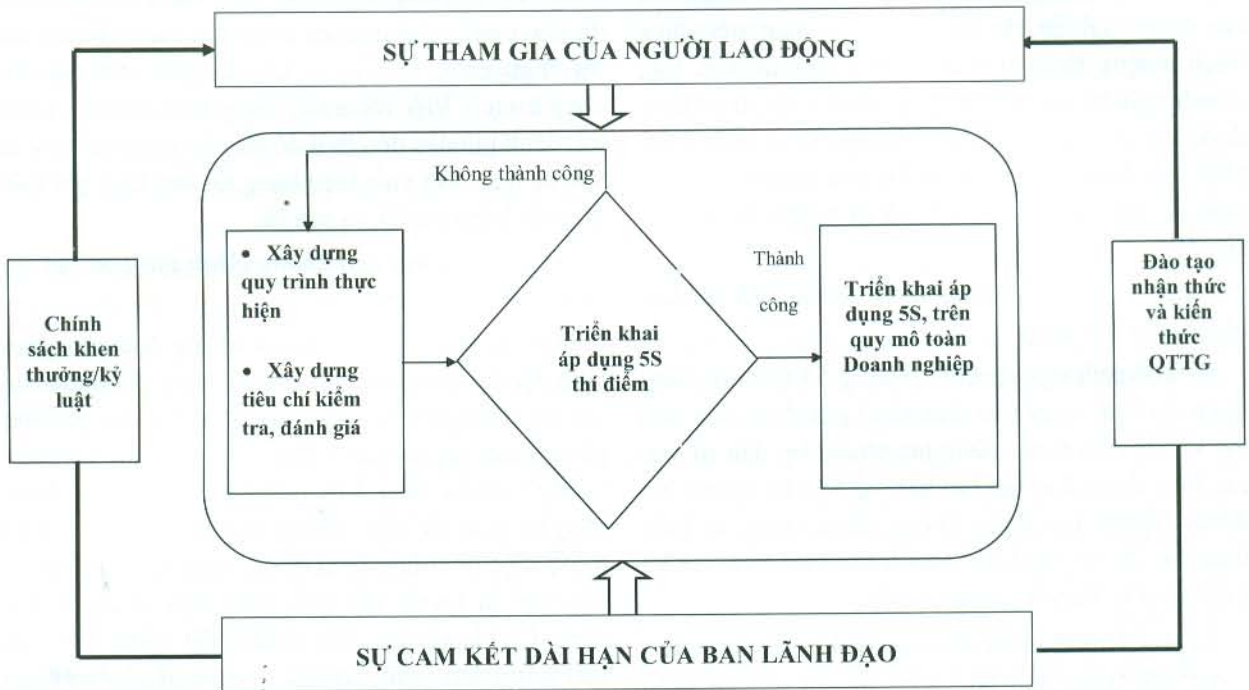 SỰ THAM GIA CỦA NGƯỜI LAO ĐỘNG
Không thành công
• Xây dựng
quy trình thực
hiện
• Xây dựng
tiêu chí kiểm
tra, đánh giá
Triển khai
áp dụng 5S
thí điểm
Thành
công
Triển khai áp
dụng 5S, trên
quy mô toàn
Doanh nghiệp
Chính
sách khen
thưởng/kỷ
luật
Đào tạo
nhận thức
và kiến
thức
QTTG
SỰ CAM KẾT DÀI HẠN CỦA BAN LÃNH ĐẠO